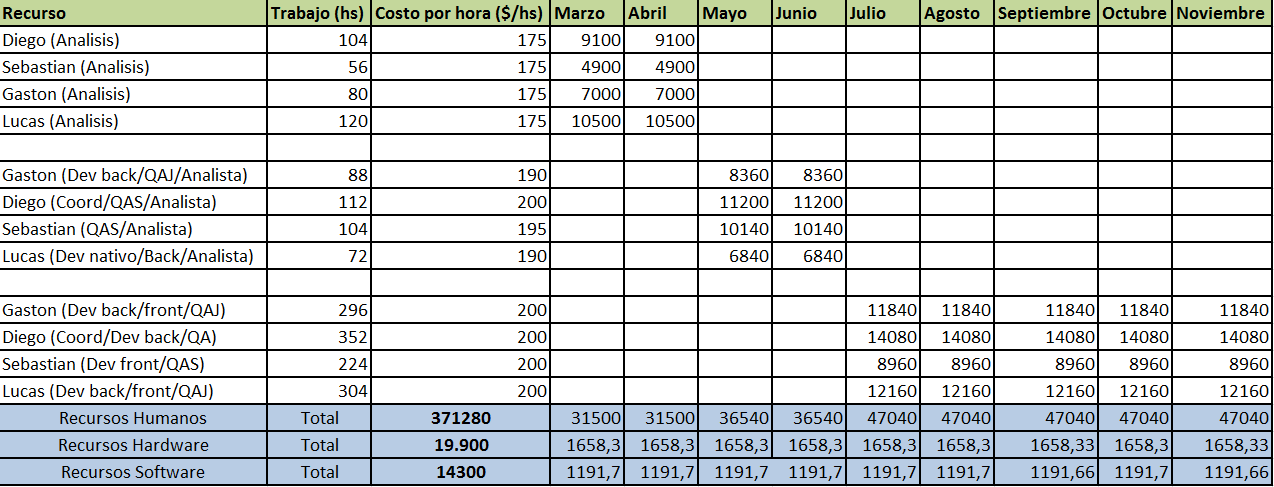 Recurso Trabajo (hs) Costo por hora ($/hs) Marzo Abril Mayo Junio Julio Agosto Septiembre Octubre Noviembre
Diego (Analisis) 104 175 9100 9100
Sebastian (Analisis) 56 175 4900 4900
Gaston (Analisis) 80 175 7000 7000
Lucas (Analisis) 120 175 10500 10500
Gaston (Dev back/QAJ/Analista) 88 190 8360 8360
Diego (Coord/QAS/Analista) 112 200 11200 11200
Sebastian (QAS/Analista) 104 195 10140 10140
Lucas (Dev nativo/Back/Analista) 72 190 6840 6840
Gaston (Dev back/front/QAJ) 296 200 11840 11840 11840 11840 11840
Diego (Coord/Dev back/QA) 352 200 14080 14080 14080 14080 14080
Sebastian (Dev front/QAS) 224 200 8960 8960 8960 8960 8960
Lucas (Dev back/front/QAJ) 304 200 12160 12160 12160 12160 12160
Recursos Humanos Total 371280 31500 31500 36540 36540 47040 47040 47040 47040 47040
Recursos Hardware Total 19.900 1658,3 1658,3 1658,3 1658,3 1658,3 1658,3 1658,33 1658,3 1658,33
Recursos Software Total 14300 1191,7 1191,7 1191,7 1191,7 1191,7 1191,7 1191,66 1191,7 1191,66